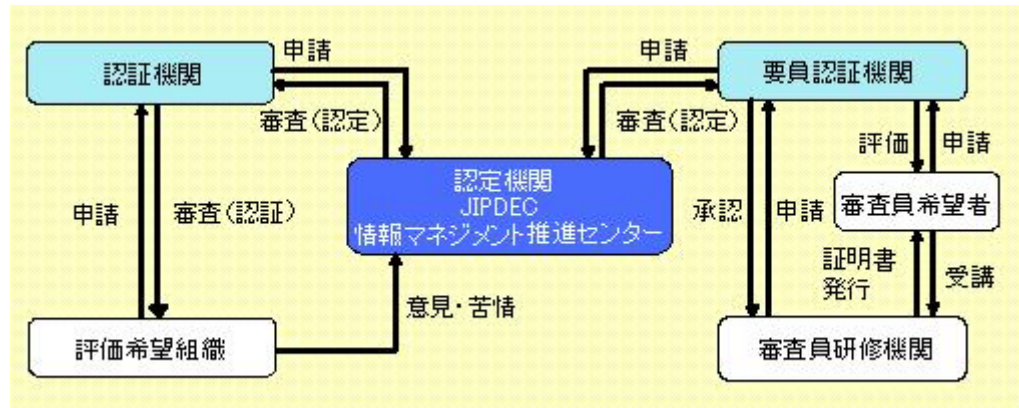 申請
申請
認証機関
要員認証機関
審査(認定)
審査(認定)
評価
申請
認定機関
JIPDEC
情報マネジメント推進センター
申請
審査(認証)
承認
申請
審査員希望者
証明書
発行
受講
意見・苦情
評価希望組織
審査員研修機関